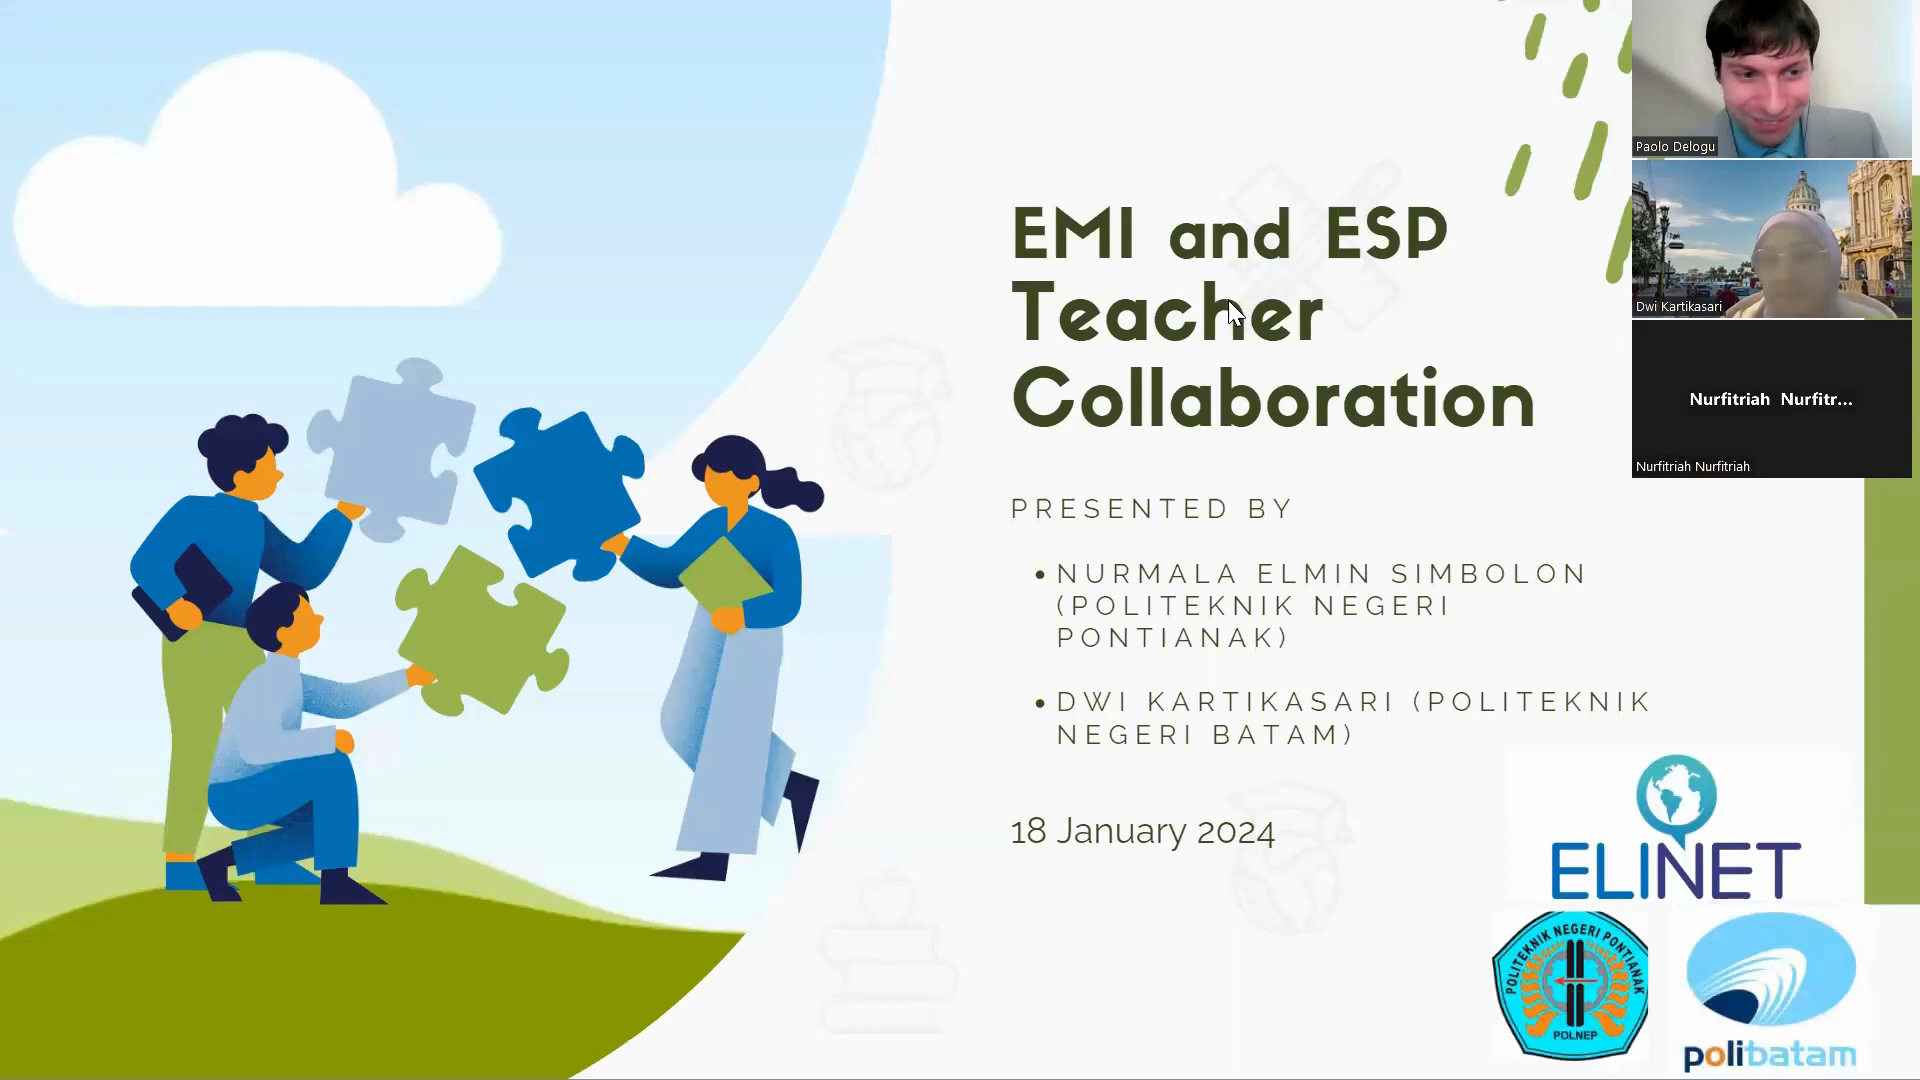 EMI and ESP
Teacher
Collaboration
PRESENTED BY
• NURMALA ELMIN SIMBOLON
(POLITEKNIK NEGERI
PONTIANAK)
• DWI KARTIKASARI (POLITEKNIK
NEGERI BATAM)
18 January 2024
ELINET
POLITEKNIK NEGERI PONTIANAK
POLNEP
polibatam
Paolo Delogu
Dwi Kartikasari
Nurfitriah Nurfitr...
Nurfitriah Nurfitriah